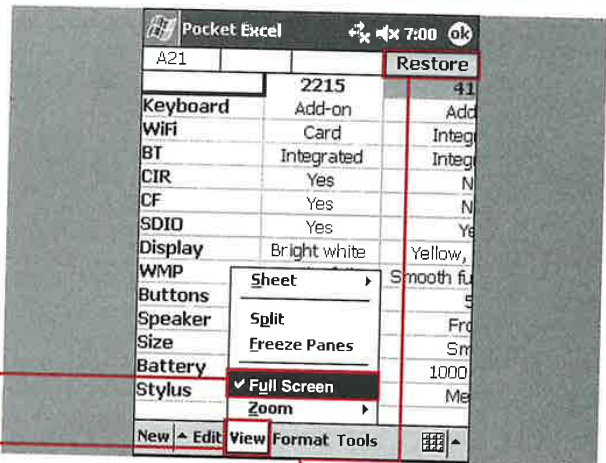 Pocket Excel 7:00 ok
A21 Restore
2215 41
Keyboard Add-on Add
WiFi Card Integ
BT Integrated Integ
CIR Yes N
CF Yes N
SDIO Yes Ye
Display Bright white Yellow,
WMP Smooth fu
Sheet
Buttons 5
Speaker Split Fro
Size Freeze Panes Sm
Battery 1000
✓ Full Screen
Stylus Me
Zoom
New Edit View Format Tools